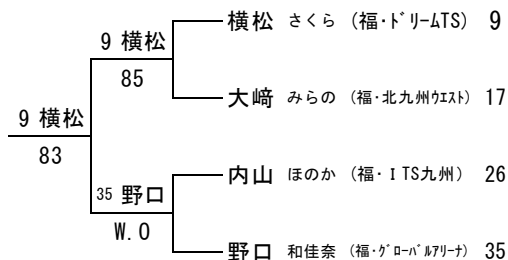 横松 さくら (福・ドリームTS) 9
9 横松
85
大﨑 みらの (福・北九州ウエスト) 17
9 横松
83
内山 ほのか (福・ITS九州) 26
35 野口
W.O
野口 和佳奈 (福・グローバルアリーナ) 35